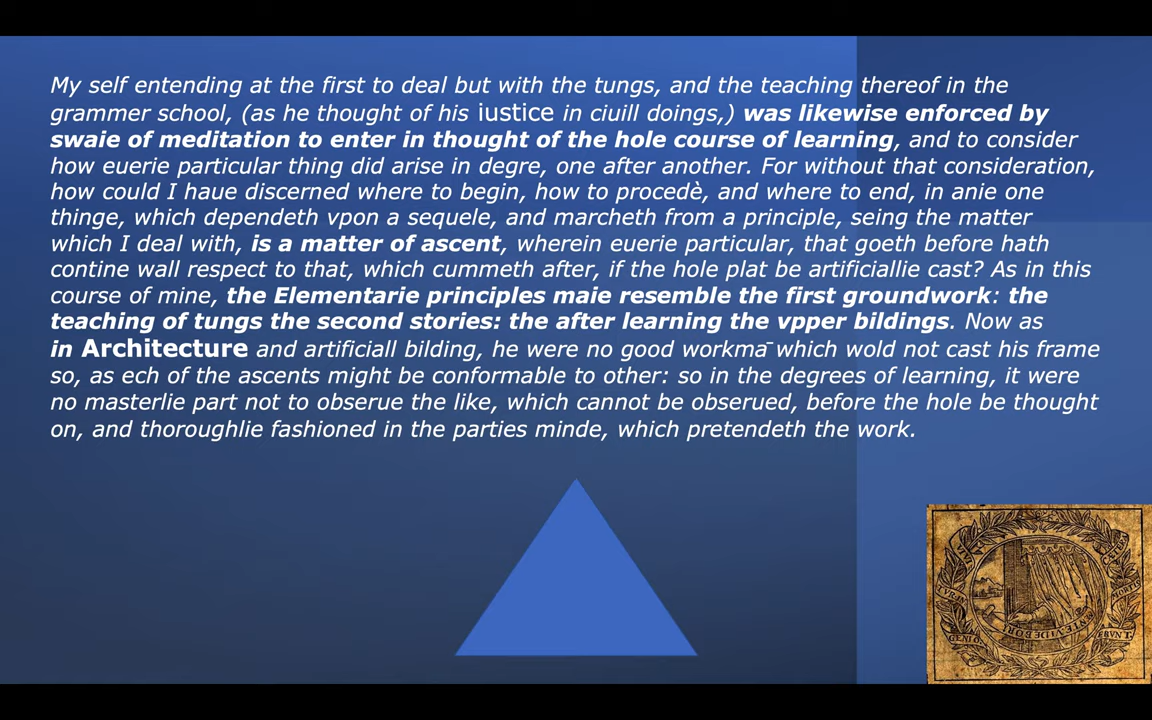 My self entending at the first to deal but with the tungs, and the teaching thereof in the
grammer school, (as he thought of his iustice in ciuill doings,) was likewise enforced by
swaie of meditation to enter in thought of the hole course of learning, and to consider
how euerie particular thing did arise in degre, one after another. For without that consideration,
how could I haue discerned where to begin, how to procedè, and where to end, in anie one
thinge, which dependeth vpon a sequele, and marcheth from a principle, seing the matter
which I deal with, is a matter of ascent, wherein euerie particular, that goeth before hath
contine wall respect to that, which cummeth after, if the hole plat be artificiallie cast? As in this
course of mine, the Elementarie principles maie resemble the first groundwork: the
teaching of tungs the second stories: the after learning the vpper bildings. Now as
in Architecture and artificiall bilding, he were no good workma ̄ which wold not cast his frame
so, as ech of the ascents might be conformable to other: so in the degrees of learning, it were
no masterlie part not to obserue the like, which cannot be obserued, before the hole be thought
on, and thoroughlie fashioned in the parties minde, which pretendeth the work.
GENIO